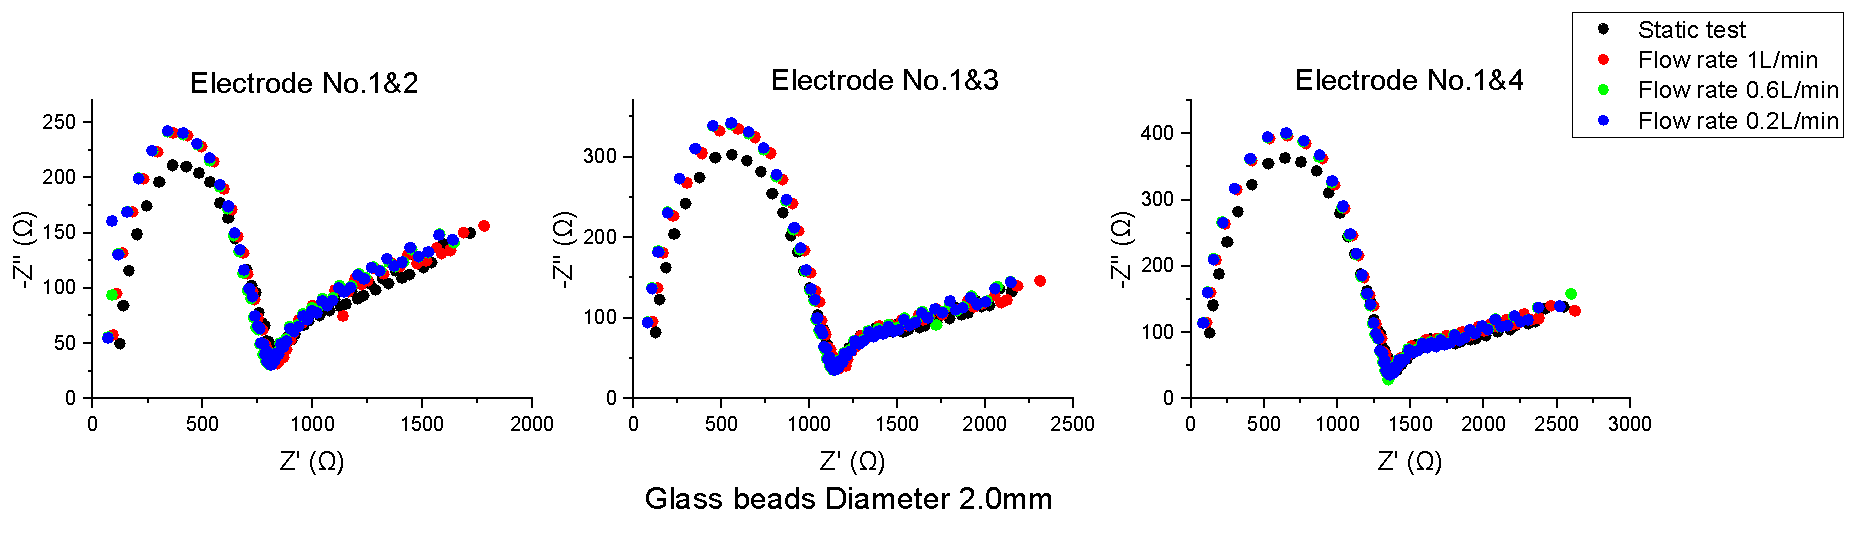 Static test
Flow rate 1L/min
Flow rate 0.6L/min
Flow rate 0.2L/min
Electrode No.1&2
-Z'' (Ω)
250
200
150
100
50
0
0 500 1000 1500 2000
Z' (Ω)
Electrode No.1&3
-Z'' (Ω)
300
200
100
0
0 500 1000 1500 2000 2500
Z' (Ω)
Electrode No.1&4
-Z'' (Ω)
400
300
200
100
0
0 500 1000 1500 2000 2500 3000
Z' (Ω)
Glass beads Diameter 2.0mm